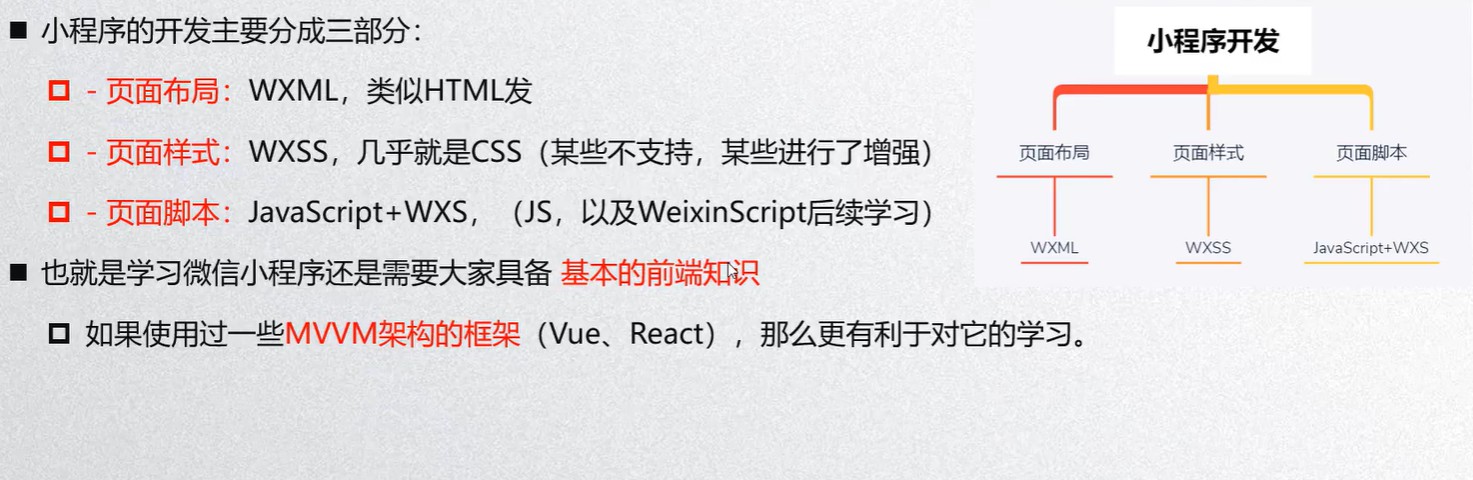 小程序的开发主要分成三部分：
- 页面布局：WXML，类似HTML发
- 页面样式：WXSS，几乎就是CSS（某些不支持，某些进行了增强）
- 页面脚本：JavaScript+WXS，（JS，以及WeixinScript后续学习）
也就是学习微信小程序还是需要大家具备 基本的前端知识
如果使用过一些MVVM架构的框架（Vue、React），那么更有利于对它的学习。
小程序开发
页面布局 页面样式 页面脚本
WXML WXSS JavaScript+WXS